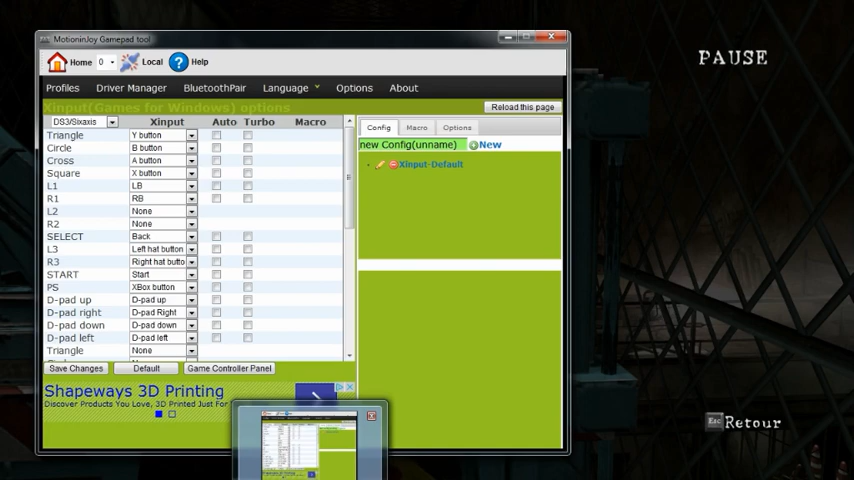 MotioninJoy Gamepad tool
PAUSE
Home 0 Local Help
Profiles Driver Manager BluetoothPair Language Options About
Xinput(Games for Windows) options
Reload this page
DS3/Sixaxis Xinput Auto Turbo Macro
Config Macro Options
Triangle Y button
new Config(unname) New
Circle B button
Cross A button
Xinput-Default
Square X button
L1 LB
R1 RB
L2 None
R2 None
SELECT Back
L3 Left hat button
R3 Right hat butto
START Start
PS XBox button
D-pad up D-pad up
D-pad right D-pad Right
D-pad down D-pad down
D-pad left D-pad left
Triangle None
Save Changes Default Game Controller Panel
Shapeways 3D Printing
Discover Products You Love, 3D Printed Just For
Esc Retour